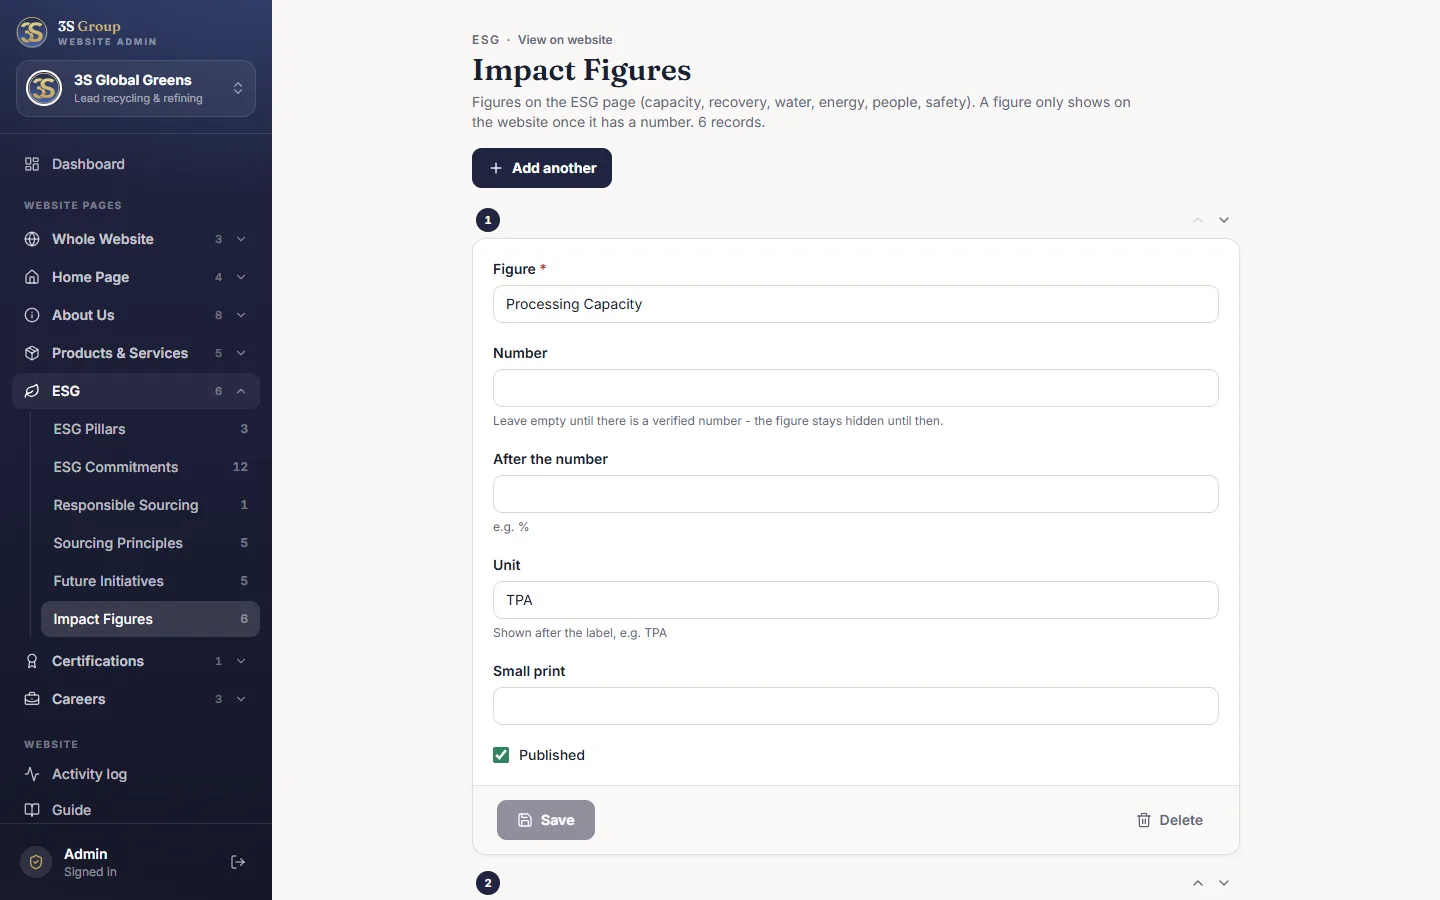 3S Group
WEBSITE ADMIN
3S Global Greens
Lead recycling & refining
Dashboard
WEBSITE PAGES
Whole Website 3
Home Page 4
About Us 8
Products & Services 5
ESG 6
ESG Pillars 3
ESG Commitments 12
Responsible Sourcing 1
Sourcing Principles 5
Future Initiatives 5
Impact Figures 6
Certifications 1
Careers 3
WEBSITE
Activity log
Guide
Admin
Signed in
ESG · View on website
Impact Figures
Figures on the ESG page (capacity, recovery, water, energy, people, safety). A figure only shows on
the website once it has a number. 6 records.
Add another
1
Figure *
Processing Capacity
Number
Leave empty until there is a verified number - the figure stays hidden until then.
After the number
e.g. %
Unit
TPA
Shown after the label, e.g. TPA
Small print
Published
Save
Delete
2